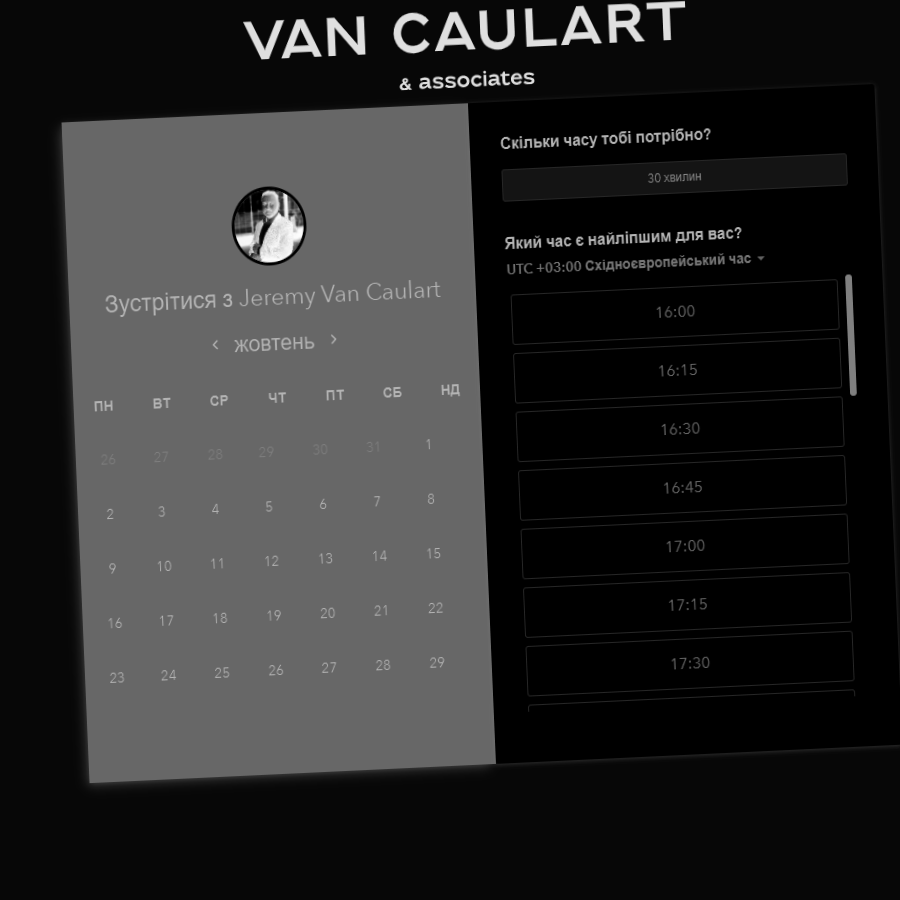 VAN CAULART
& associates
Зустрітися з Jeremy Van Caulart
жовтень
ПН ВТ СР ЧТ ПТ СБ НД
26 27 28 29 30 31 1
2 3 4 5 6 7 8
9 10 11 12 13 14 15
16 17 18 19 20 21 22
23 24 25 26 27 28 29
Скільки часу тобі потрібно?
30 хвилин
Який час є найліпшим для вас?
UTC +03:00 Східноєвропейський час
16:00
16:15
16:30
16:45
17:00
17:15
17:30